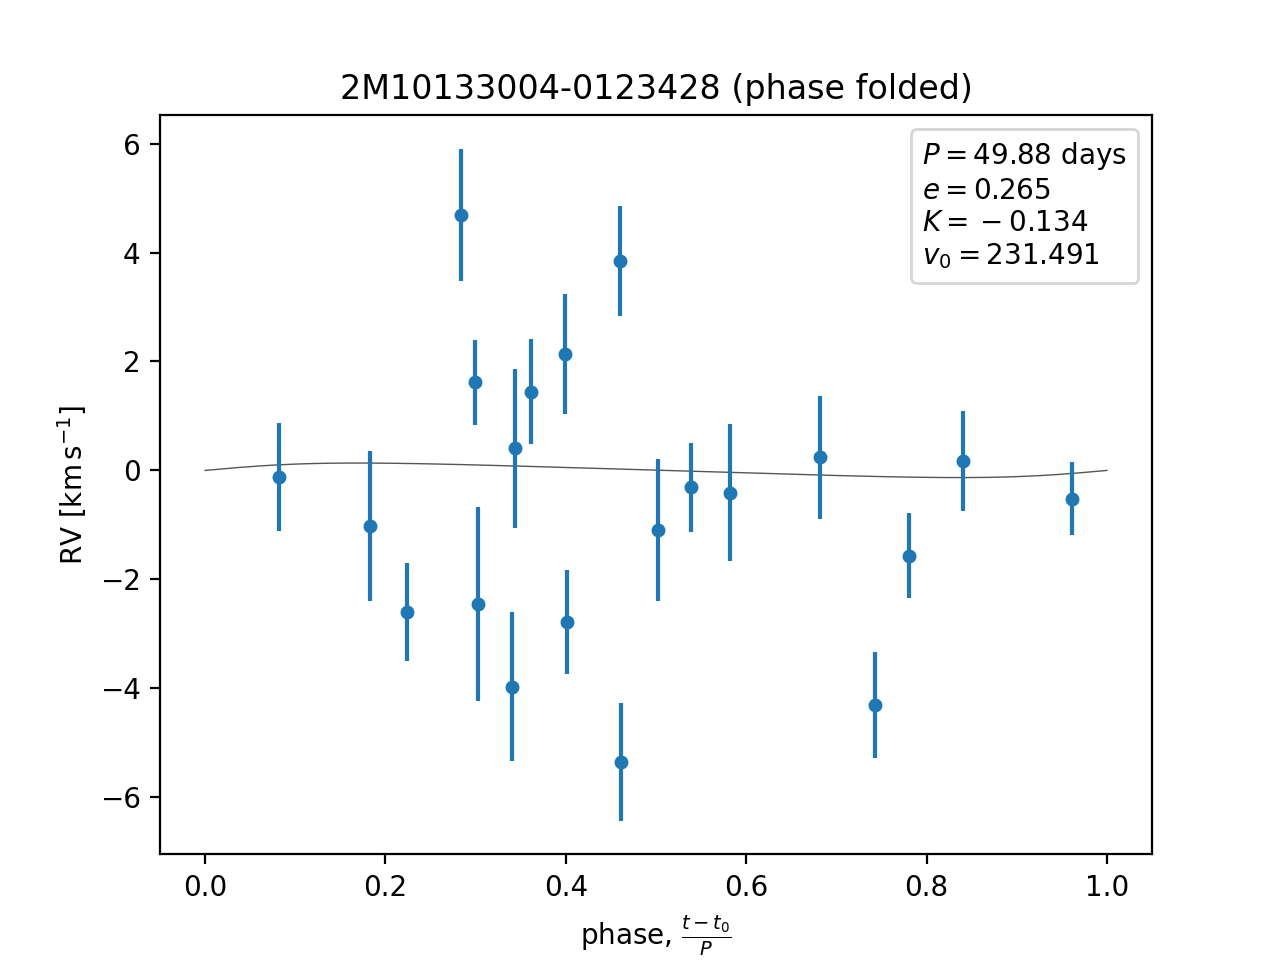 2M10133004-0123428 (phase folded)
P = 49.88 days
e = 0.265
K = −0.134
v₀ = 231.491
6
4
2
0
−2
−4
−6
RV [km s⁻¹]
0.0 0.2 0.4 0.6 0.8 1.0
phase, (t − t₀)/P